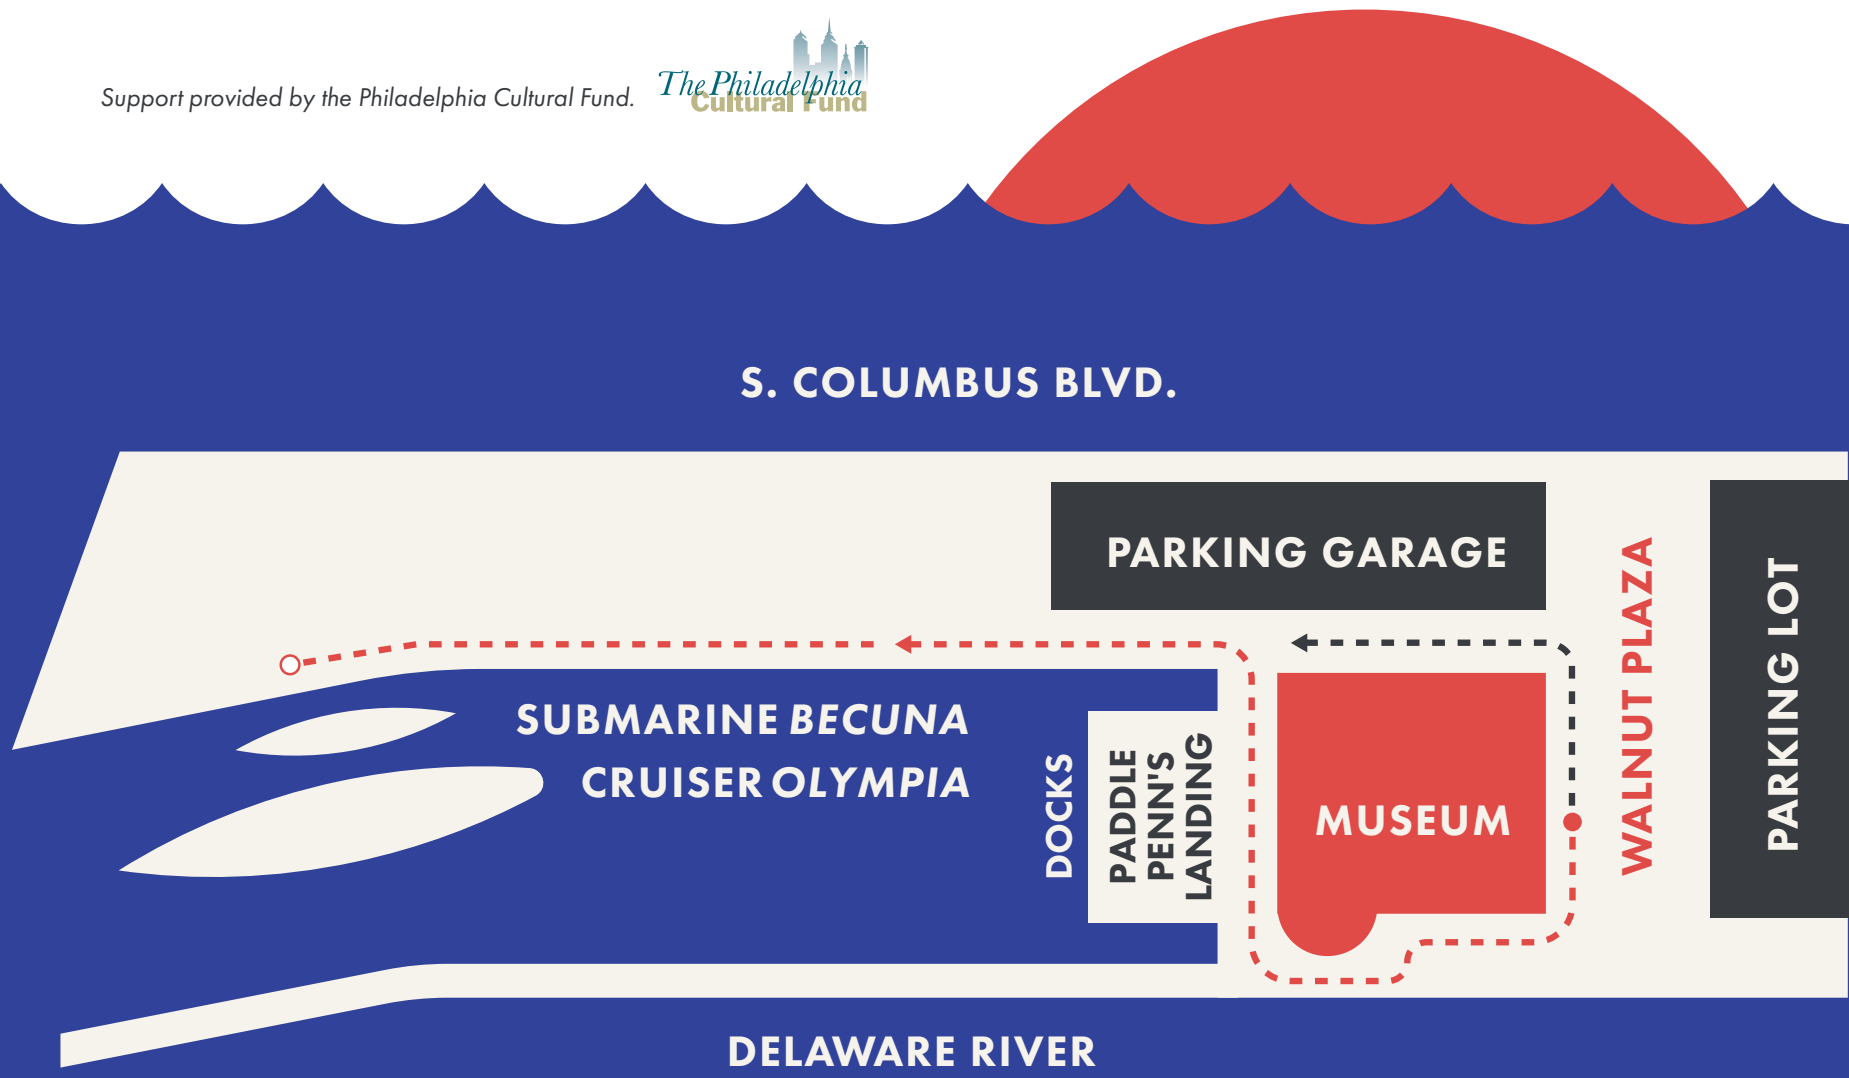 Support provided by the Philadelphia Cultural Fund.
The Philadelphia
Cultural Fund
S. COLUMBUS BLVD.
PARKING GARAGE
WALNUT PLAZA
PARKING LOT
SUBMARINE BECUNA
CRUISER OLYMPIA
DOCKS
PADDLE
PENN'S
LANDING
MUSEUM
DELAWARE RIVER